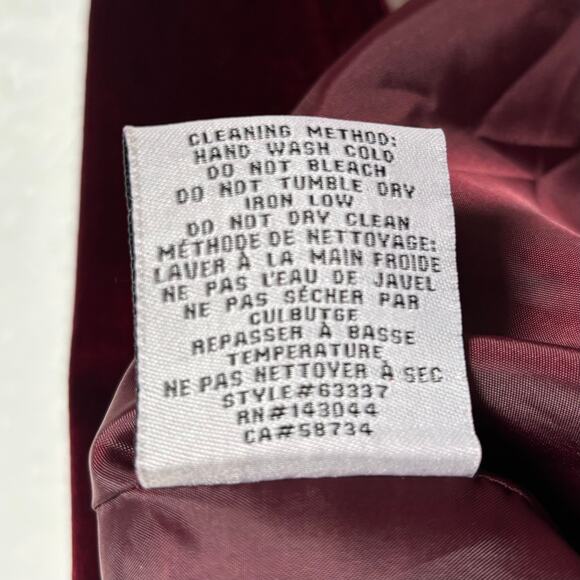 CLEANING METHOD:
HAND WASH COLD
DO NOT BLEACH
DO NOT TUMBLE DRY
IRON LOW
DO NOT DRY CLEAN
MÉTHODE DE NETTOYAGE:
LAVER À LA MAIN FROIDE
NE PAS L'EAU DE JAVEL
NE PAS SÉCHER PAR
CULBUTGE
REPASSER À BASSE
TEMPERATURE
NE PAS NETTOYER À SEC
STYLE#63337
RN#143044
CA#58734